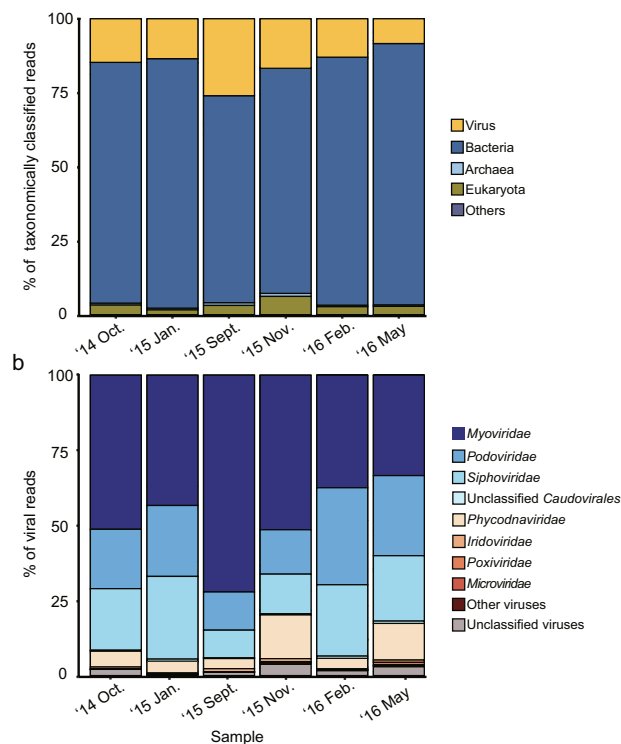 100
75
50
25
0
% of taxonomically classified reads
Virus
Bacteria
Archaea
Eukaryota
Others
‘14 Oct.
‘15 Jan.
‘15 Sept.
‘15 Nov.
‘16 Feb.
‘16 May
b
100
75
50
25
0
% of viral reads
Myoviridae
Podoviridae
Siphoviridae
Unclassified Caudovirales
Phycodnaviridae
Iridoviridae
Poxiviridae
Microviridae
Other viruses
Unclassified viruses
‘14 Oct.
‘15 Jan.
‘15 Sept.
‘15 Nov.
‘16 Feb.
‘16 May
Sample